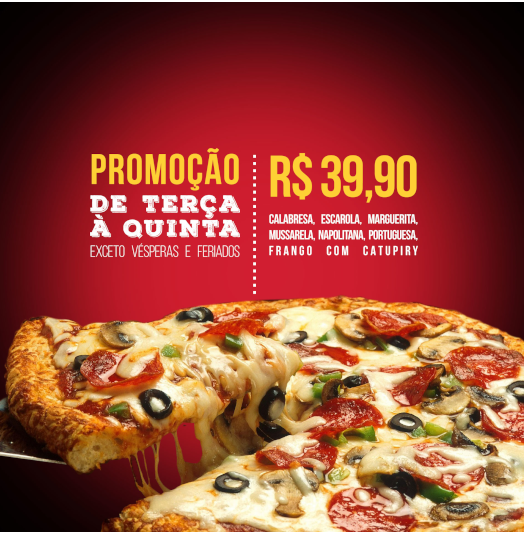 PROMOÇÃO
DE TERÇA
À QUINTA
EXCETO VÉSPERAS E FERIADOS
R$ 39,90
CALABRESA, ESCAROLA, MARGUERITA,
MUSSARELA, NAPOLITANA, PORTUGUESA,
FRANGO COM CATUPIRY